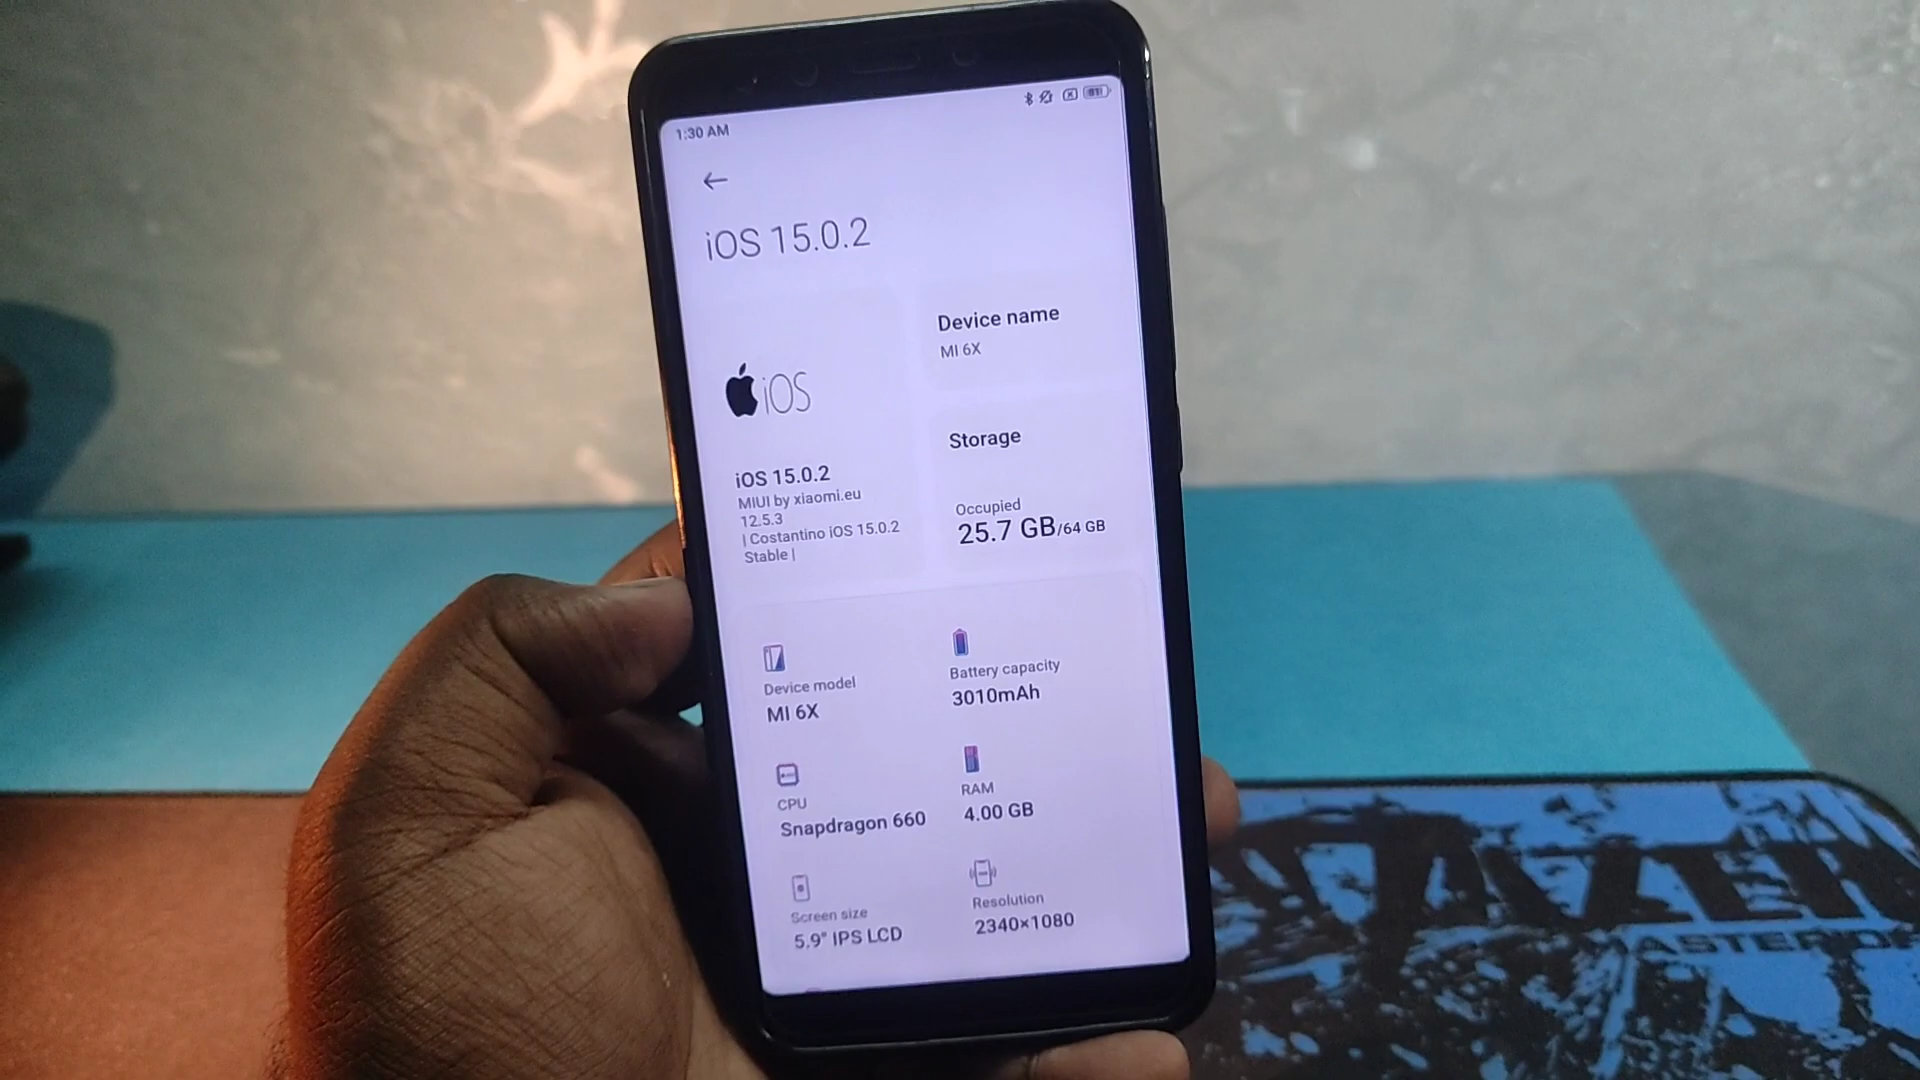 1:30 AM
81
iOS 15.0.2
iOS
iOS 15.0.2
MIUI by xiaomi.eu
12.5.3
| Costantino iOS 15.0.2
Stable |
Device name
MI 6X
Storage
Occupied
25.7 GB/64 GB
Device model
MI 6X
Battery capacity
3010mAh
CPU
Snapdragon 660
RAM
4.00 GB
Screen size
5.9" IPS LCD
Resolution
2340×1080